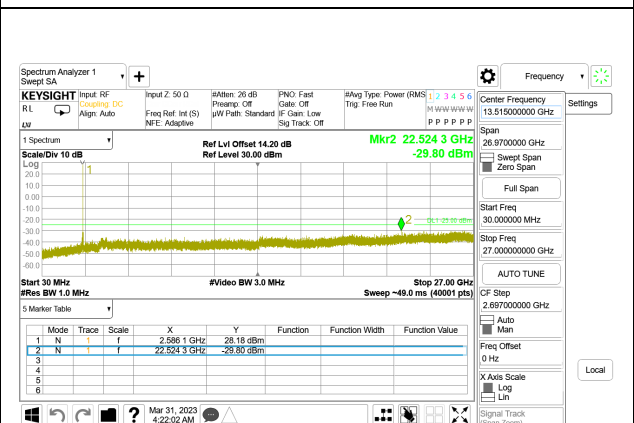 Spectrum Analyzer 1
Swept SA
Frequency
KEYSIGHT
Input: RF
Input Z: 50 Ω
#Atten: 26 dB
PNO: Fast
#Avg Type: Power (RMS
1 2 3 4 5 6
RL
Coupling: DC
Preamp: Off
Gate: Off
Trig: Free Run
M W W W W W
Align: Auto
Freq Ref: Int (S)
µW Path: Standard
IF Gain: Low
NFE: Adaptive
Sig Track: Off
P P P P P P
LXI
Center Frequency
13.515000000 GHz
Settings
1 Spectrum
Ref Lvl Offset 14.20 dB
Mkr2 22.524 3 GHz
Scale/Div 10 dB
Ref Level 30.00 dBm
-29.80 dBm
Span
26.9700000 GHz
Swept Span
Zero Span
Log
1
20.0
10.0
0.00
-10.0
-20.0
2
-30.0
-40.0
-50.0
-60.0
Full Span
Start Freq
30.000000 MHz
Stop Freq
27.000000000 GHz
AUTO TUNE
Start 30 MHz
#Video BW 3.0 MHz
Stop 27.00 GHz
#Res BW 1.0 MHz
Sweep ~49.0 ms (40001 pts)
CF Step
2.697000000 GHz
Auto
Man
5 Marker Table
Mode Trace Scale X Y Function Function Width Function Value
1 N 1 f 2.586 1 GHz 28.18 dBm
2 N 1 f 22.524 3 GHz -29.80 dBm
3
4
5
6
Freq Offset
0 Hz
X Axis Scale
Log
Lin
Local
Mar 31, 2023
4:22:02 AM
?
Signal Track
(Span Zoom)